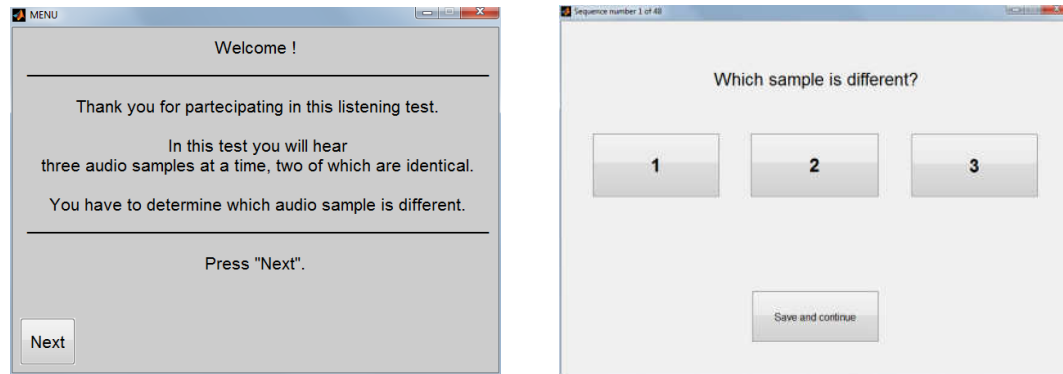 MENU
Welcome !
Thank you for partecipating in this listening test.
In this test you will hear
three audio samples at a time, two of which are identical.
You have to determine which audio sample is different.
Press "Next".
Next
Sequence number 1 of 48
Which sample is different?
1
2
3
Save and continue